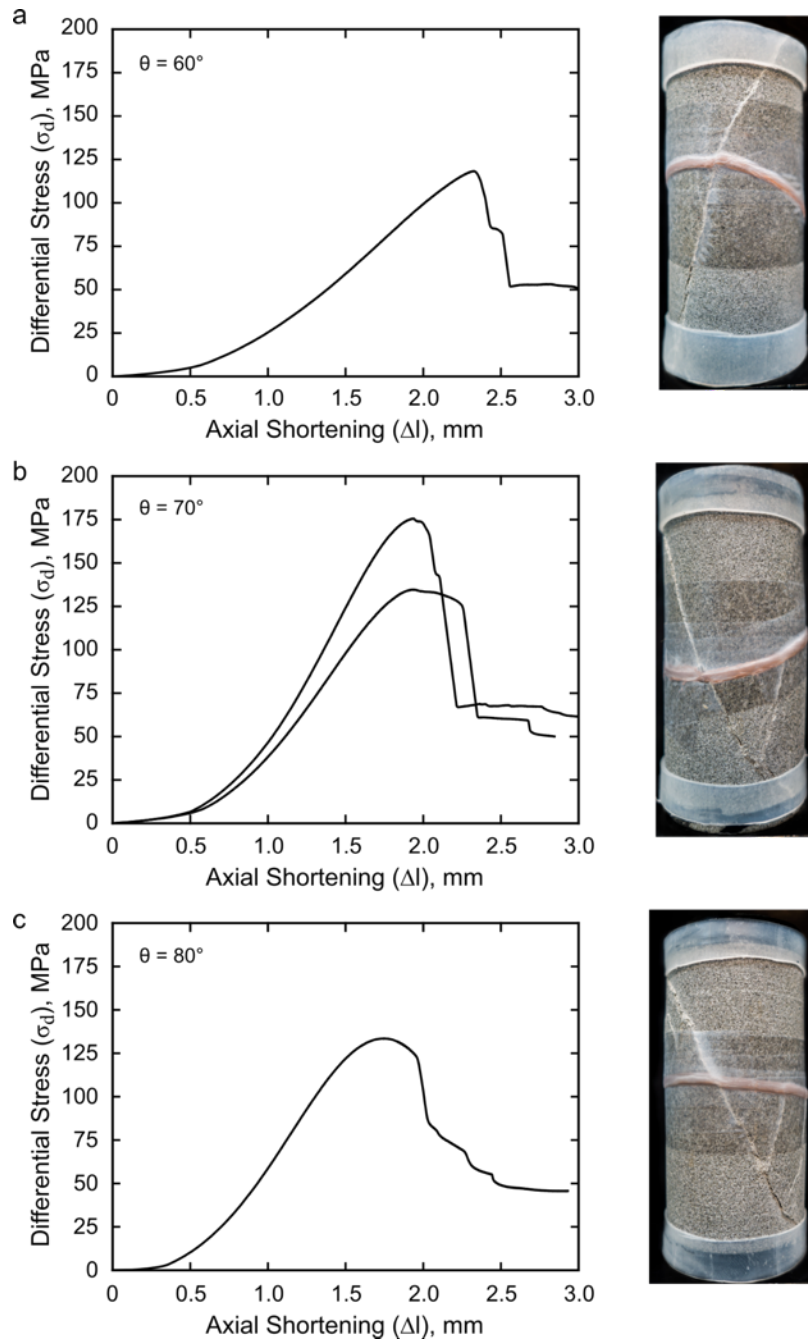 a
200
175
150
125
100
75
50
25
0
Differential Stress (σd), MPa
θ = 60°
0 0.5 1.0 1.5 2.0 2.5 3.0
Axial Shortening (Δl), mm
b
200
175
150
125
100
75
50
25
0
Differential Stress (σd), MPa
θ = 70°
0 0.5 1.0 1.5 2.0 2.5 3.0
Axial Shortening (Δl), mm
c
200
175
150
125
100
75
50
25
0
Differential Stress (σd), MPa
θ = 80°
0 0.5 1.0 1.5 2.0 2.5 3.0
Axial Shortening (Δl), mm